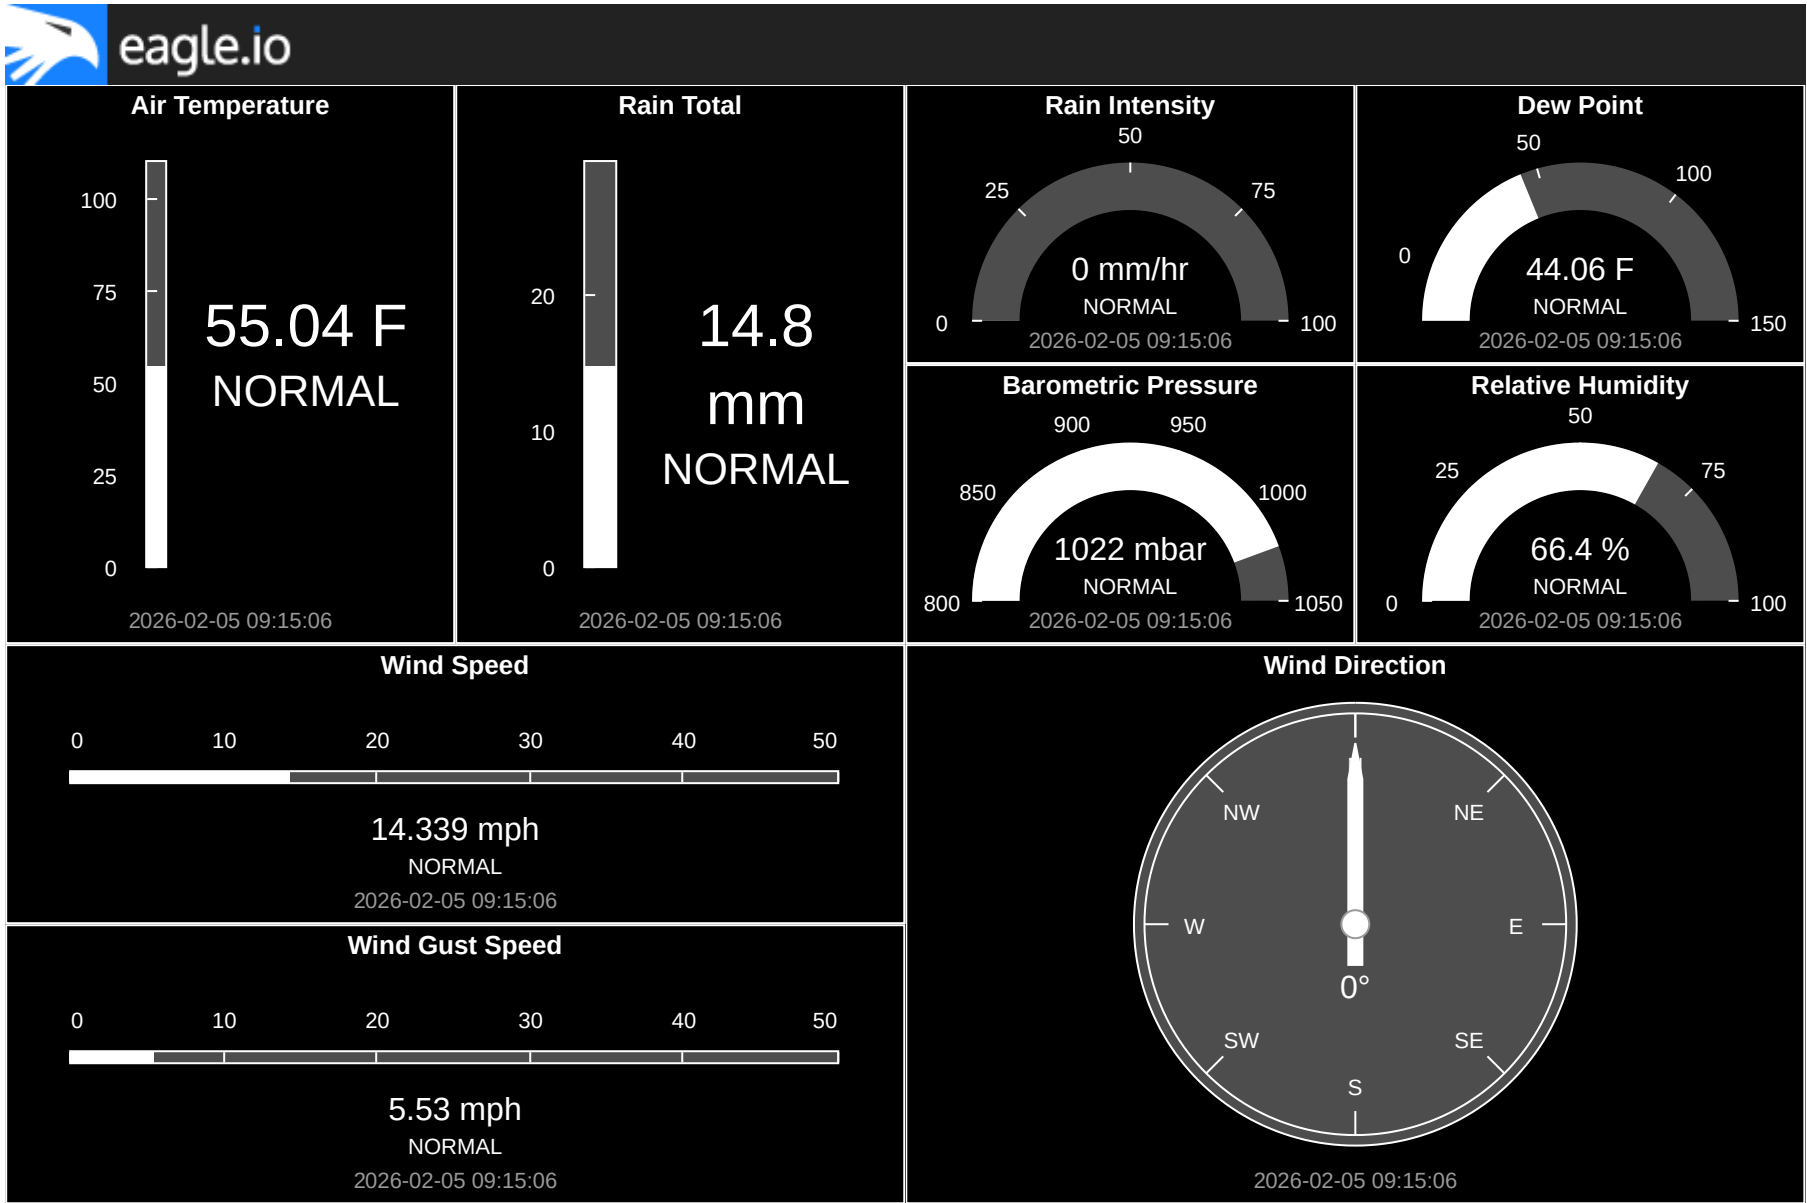 eagle.io
Air Temperature
100
75
50
25
0
55.04 F
NORMAL
2026-02-05 09:15:06
Rain Total
20
10
0
14.8
mm
NORMAL
2026-02-05 09:15:06
Rain Intensity
50
25
75
0
100
0 mm/hr
NORMAL
2026-02-05 09:15:06
Dew Point
50
100
0
150
44.06 F
NORMAL
2026-02-05 09:15:06
Barometric Pressure
900
950
850
1000
800
1050
1022 mbar
NORMAL
2026-02-05 09:15:06
Relative Humidity
50
25
75
0
100
66.4 %
NORMAL
2026-02-05 09:15:06
Wind Speed
0 10 20 30 40 50
14.339 mph
NORMAL
2026-02-05 09:15:06
Wind Gust Speed
0 10 20 30 40 50
5.53 mph
NORMAL
2026-02-05 09:15:06
Wind Direction
NW
NE
W
E
0°
SW
SE
S
2026-02-05 09:15:06